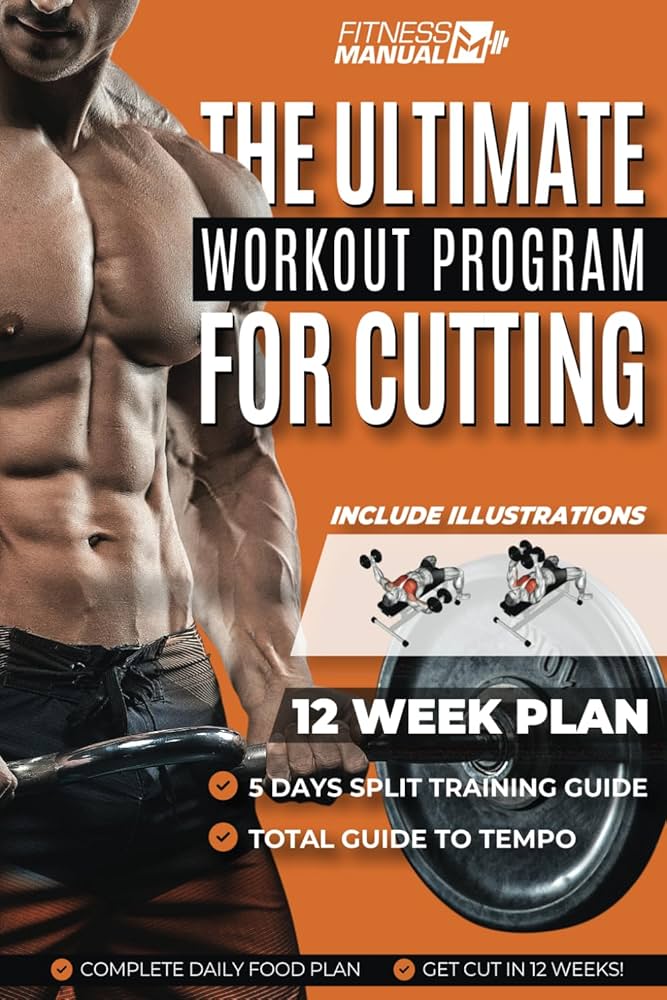 FITNESS
MANUAL
THE ULTIMATE
WORKOUT PROGRAM
FOR CUTTING
INCLUDE ILLUSTRATIONS
12 WEEK PLAN
5 DAYS SPLIT TRAINING GUIDE
TOTAL GUIDE TO TEMPO
COMPLETE DAILY FOOD PLAN
GET CUT IN 12 WEEKS!